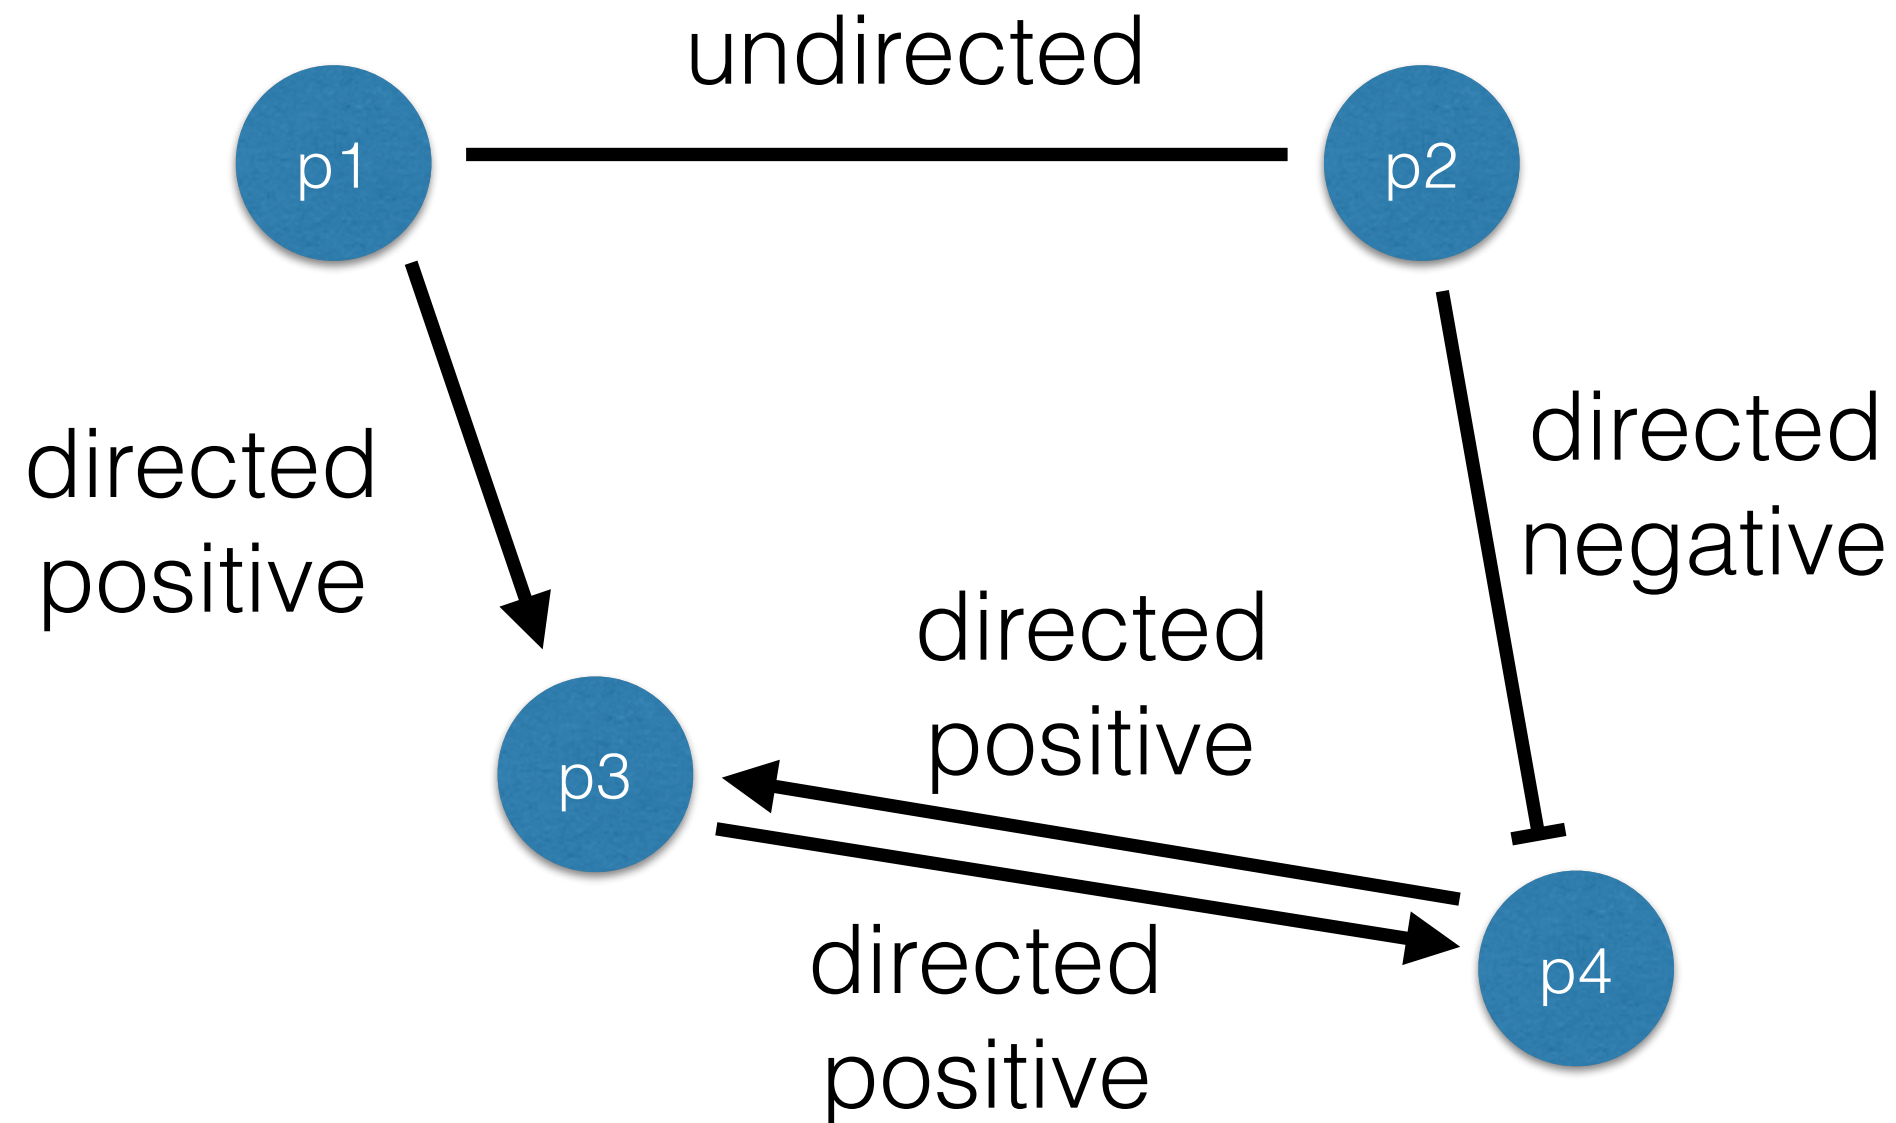 undirected
p1
p2
directed
positive
directed
negative
directed
positive
p3
directed
positive
p4